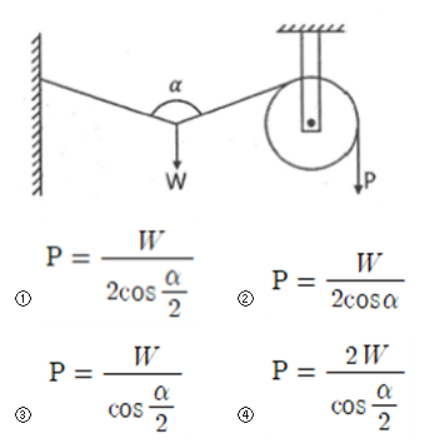 α
W
P
① P = W / (2cos α/2)
② P = W / (2cosα)
③ P = W / (cos α/2)
④ P = 2W / (cos α/2)